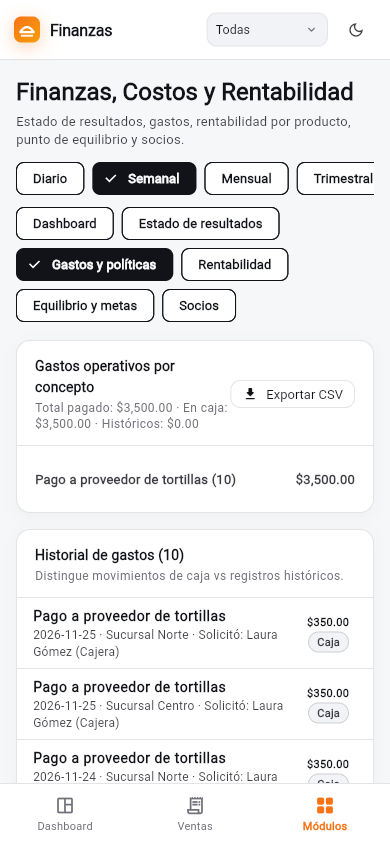 Finanzas
Todas
Finanzas, Costos y Rentabilidad
Estado de resultados, gastos, rentabilidad por producto,
punto de equilibrio y socios.
Diario
Semanal
Mensual
Trimestral
Dashboard
Estado de resultados
Gastos y políticas
Rentabilidad
Equilibrio y metas
Socios
Gastos operativos por
concepto
Total pagado: $3,500.00 · En caja:
$3,500.00 · Históricos: $0.00
Exportar CSV
Pago a proveedor de tortillas (10)
$3,500.00
Historial de gastos (10)
Distingue movimientos de caja vs registros históricos.
Pago a proveedor de tortillas
2026-11-25 · Sucursal Norte · Solicitó: Laura
Gómez (Cajera)
$350.00
Caja
Pago a proveedor de tortillas
2026-11-25 · Sucursal Centro · Solicitó: Laura
Gómez (Cajera)
$350.00
Caja
Pago a proveedor de tortillas
2026-11-24 · Sucursal Norte · Solicitó: Laura
$350.00
Caja
Dashboard
Ventas
Módulos